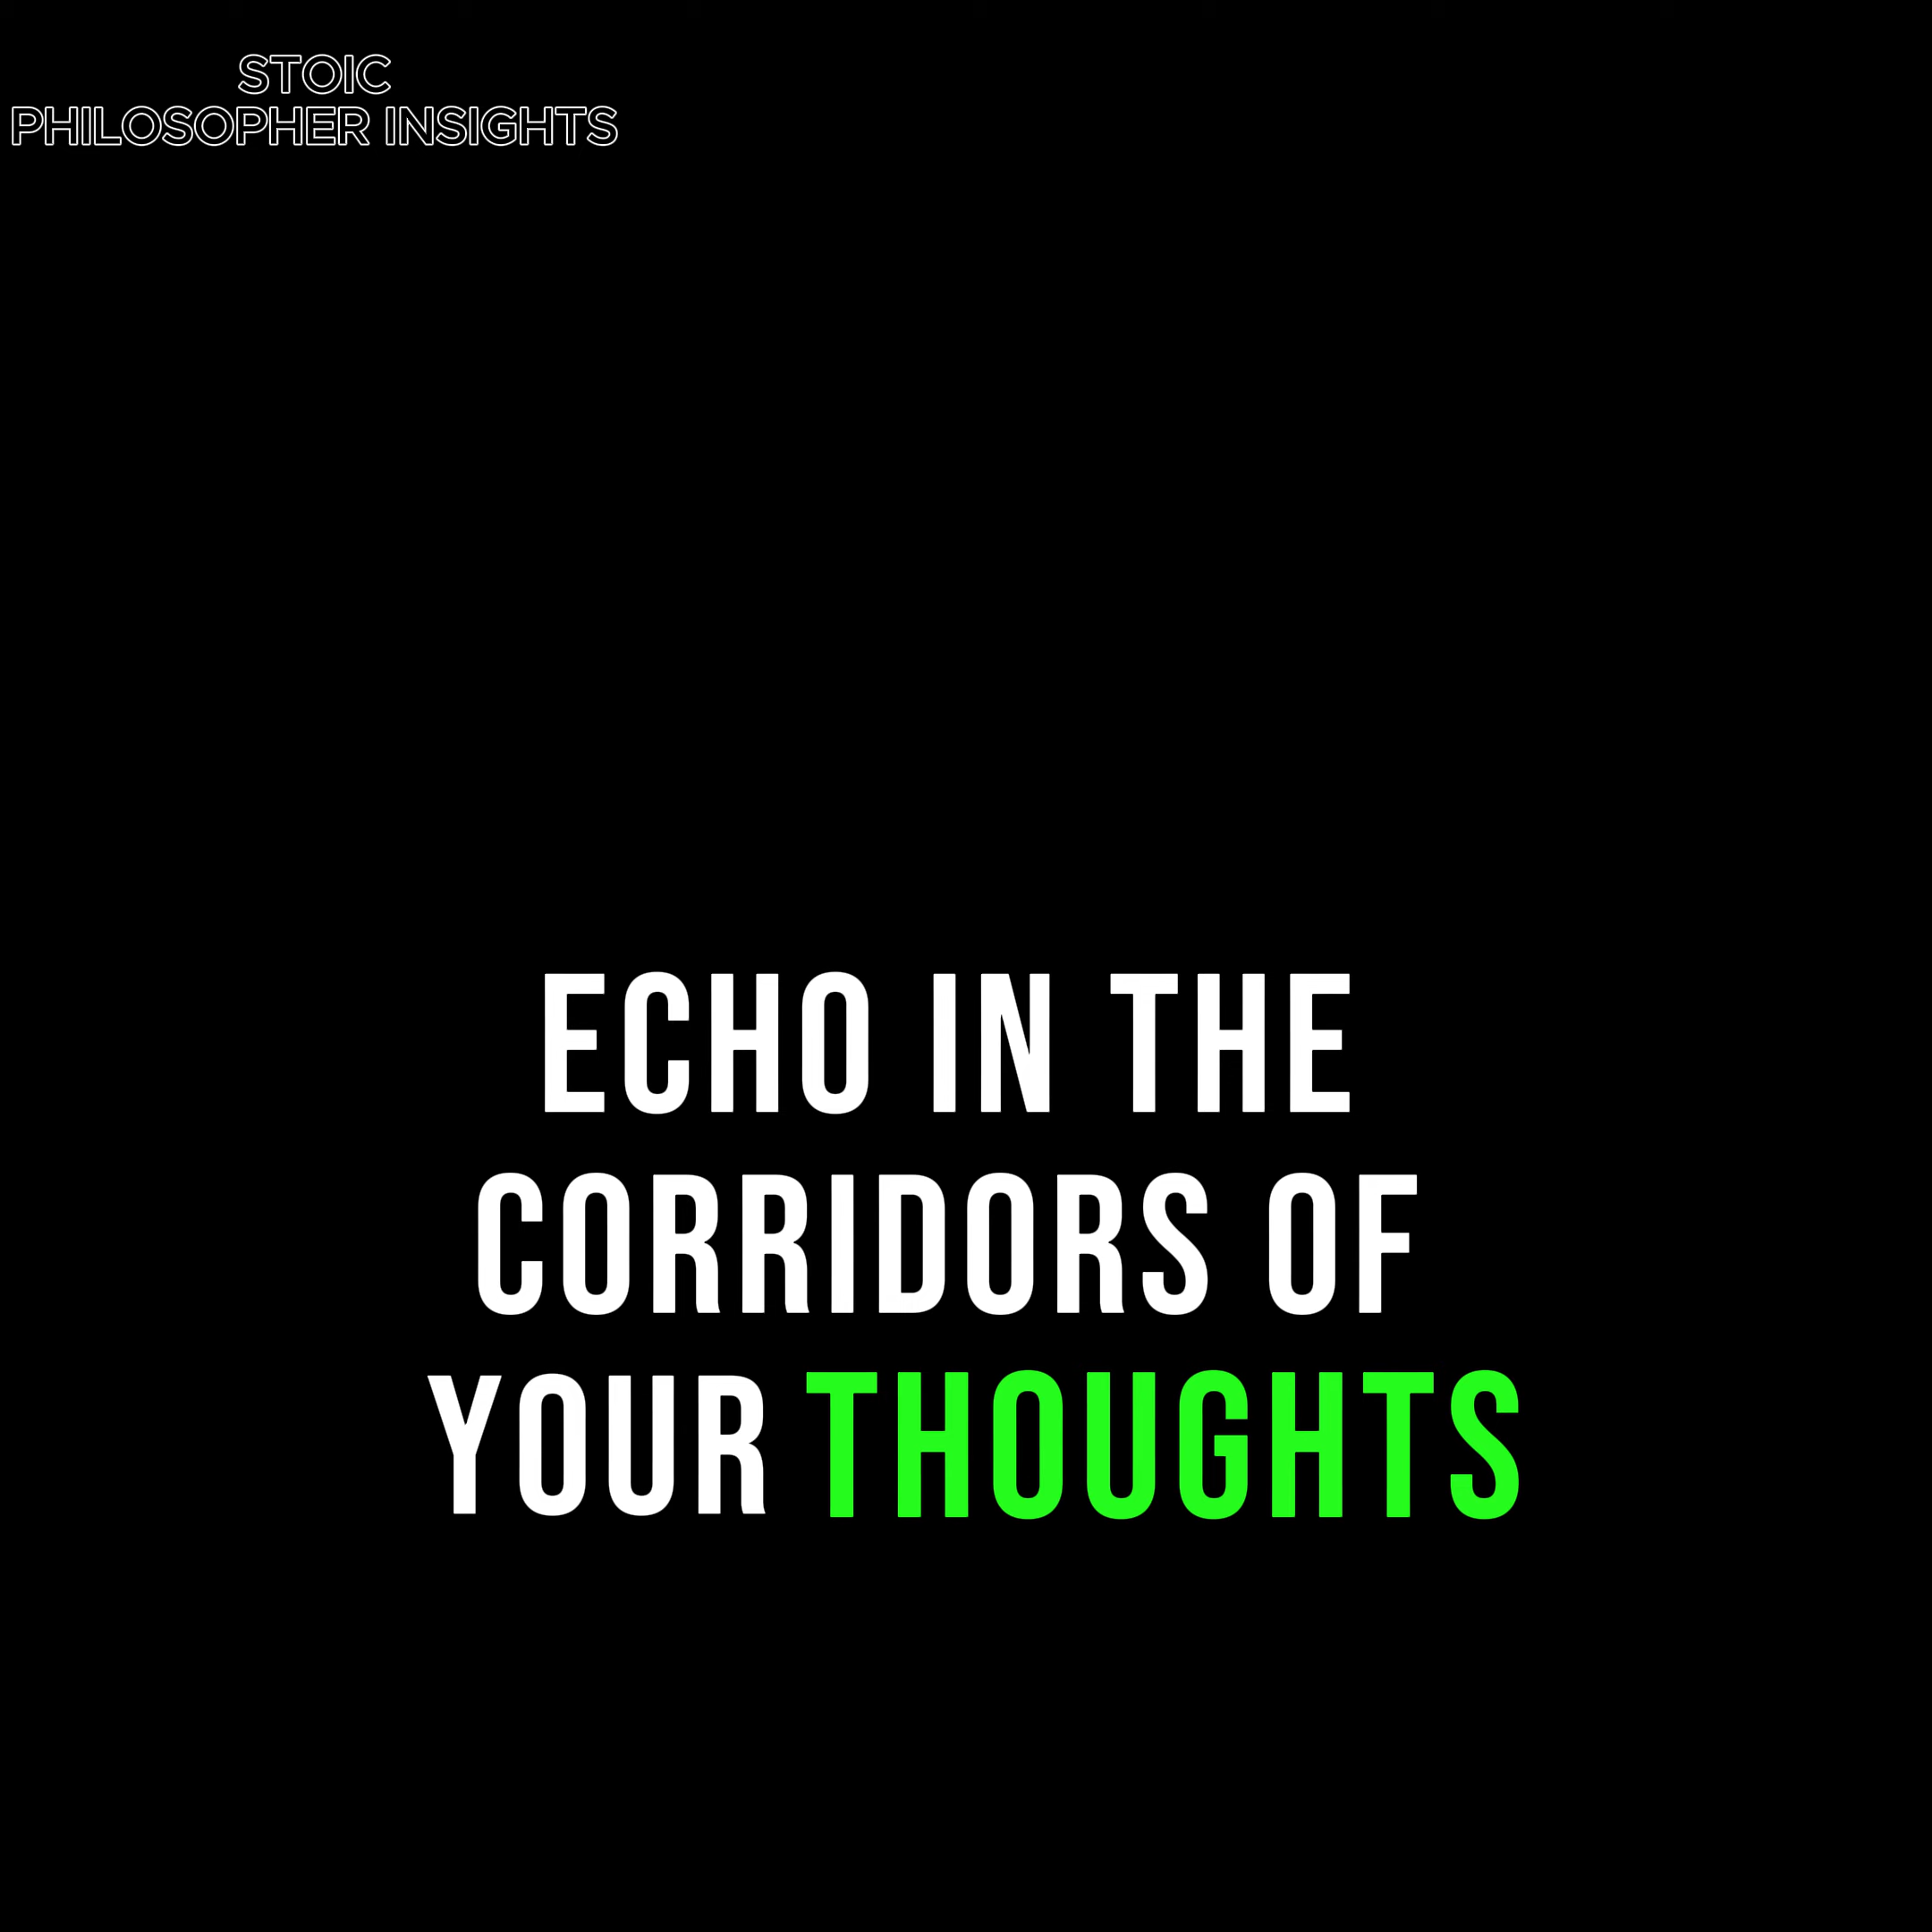 STOIC
PHILOSOPHER INSIGHTS
ECHO IN THE
CORRIDORS OF
YOUR THOUGHTS